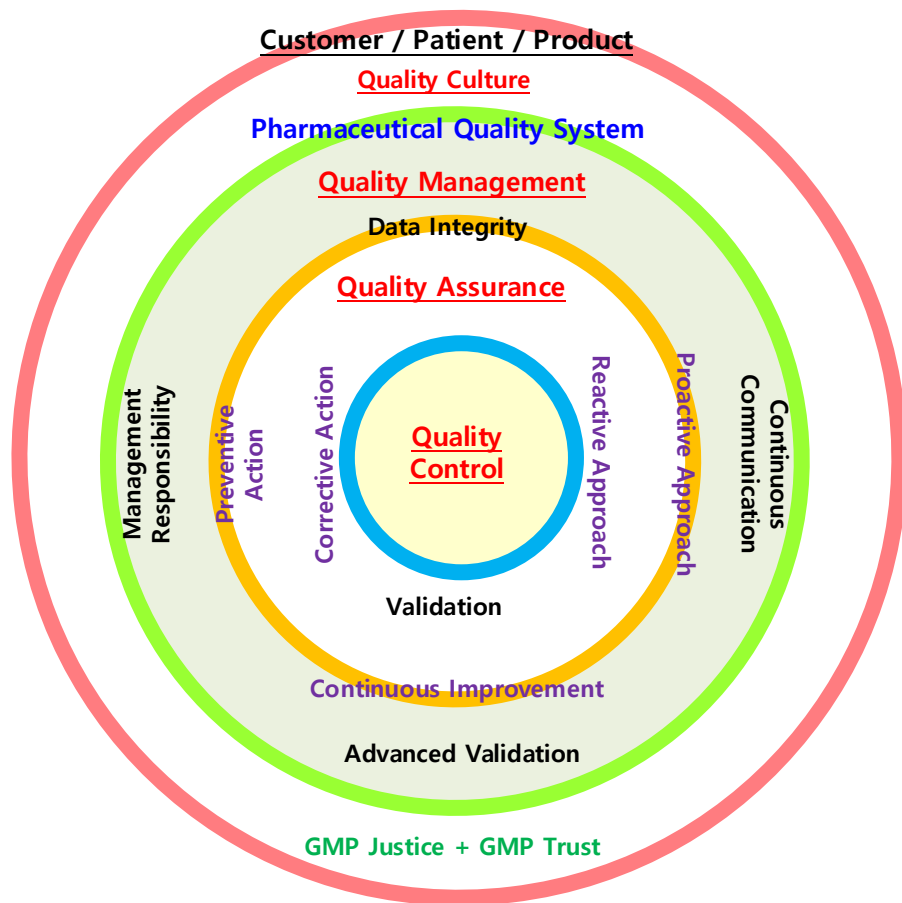 Customer / Patient / Product
Quality Culture
Pharmaceutical Quality System
Quality Management
Data Integrity
Quality Assurance
Management
Responsibility
Preventive
Action
Corrective Action
Quality
Control
Reactive Approach
Proactive Approach
Continuous
Communication
Validation
Continuous Improvement
Advanced Validation
GMP Justice + GMP Trust